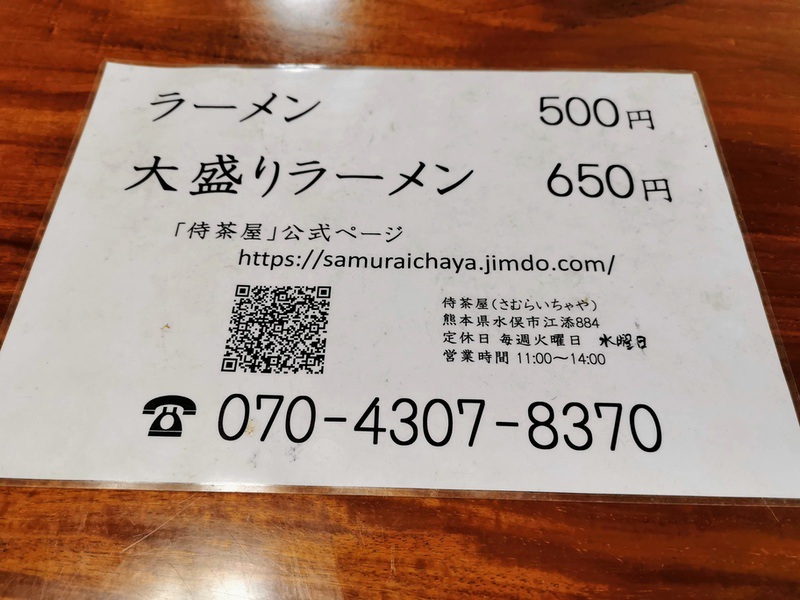 ラーメン 500円
大盛りラーメン 650円
「侍茶屋」公式ページ
https://samuraichaya.jimdo.com/
侍茶屋(さむらいちゃや)
熊本県水俣市江添884
定休日 毎週火曜日 水曜日
営業時間 11:00～14:00
☎ 070-4307-8370